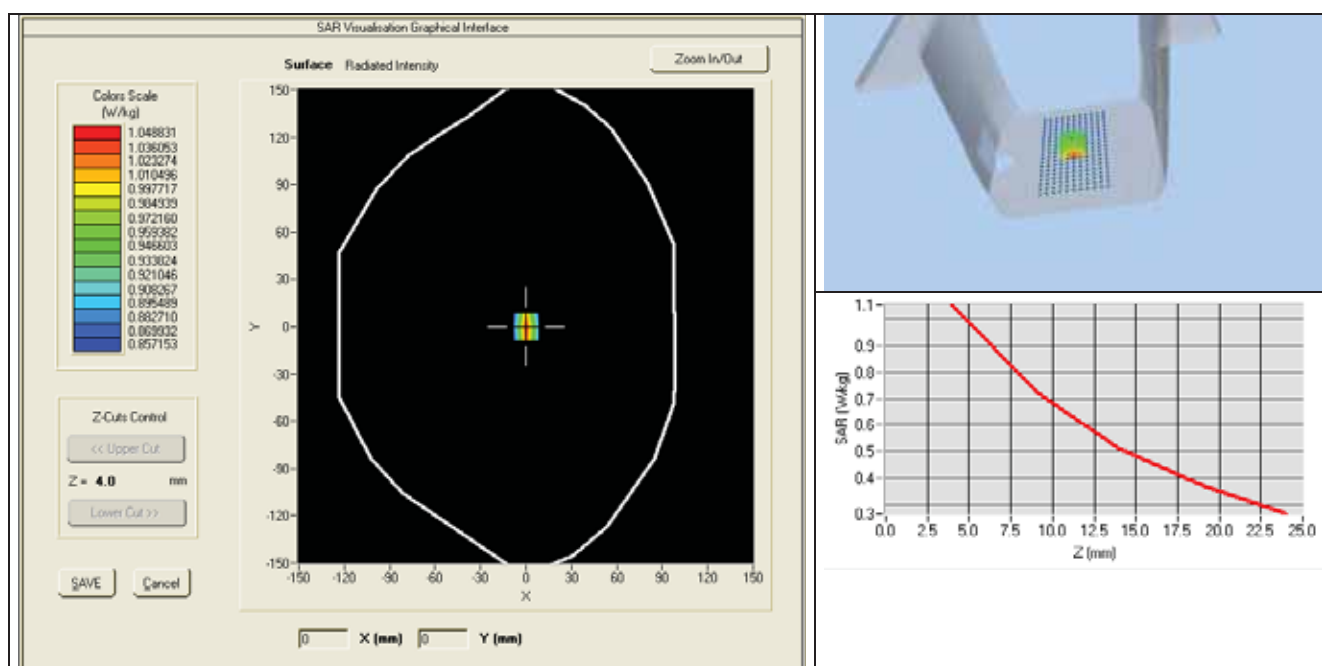 SAR Visualisation Graphical Interface
Surface Radiated Intensity
Zoom In/Out
Colors Scale
(W/kg)
1.048831
1.036053
1.023274
1.010496
0.997717
0.984939
0.972160
0.959382
0.946603
0.933824
0.921046
0.908267
0.895489
0.882710
0.869932
0.857153
Z-Cuts Control
<< Upper Cut
Z = 4.0 mm
Lower Cut >>
SAVE Cancel
150
120
90
60
30
0
-30
-60
-90
-120
-150
Y
-150 -120 -90 -60 -30 0 30 60 90 120 150
X
0 X (mm) 0 Y (mm)
1.1
0.9
0.8
0.7
0.6
0.5
0.4
0.3
SAR (W/kg)
0.0 2.5 5.0 7.5 10.0 12.5 15.0 17.5 20.0 22.5 25.0
Z (mm)